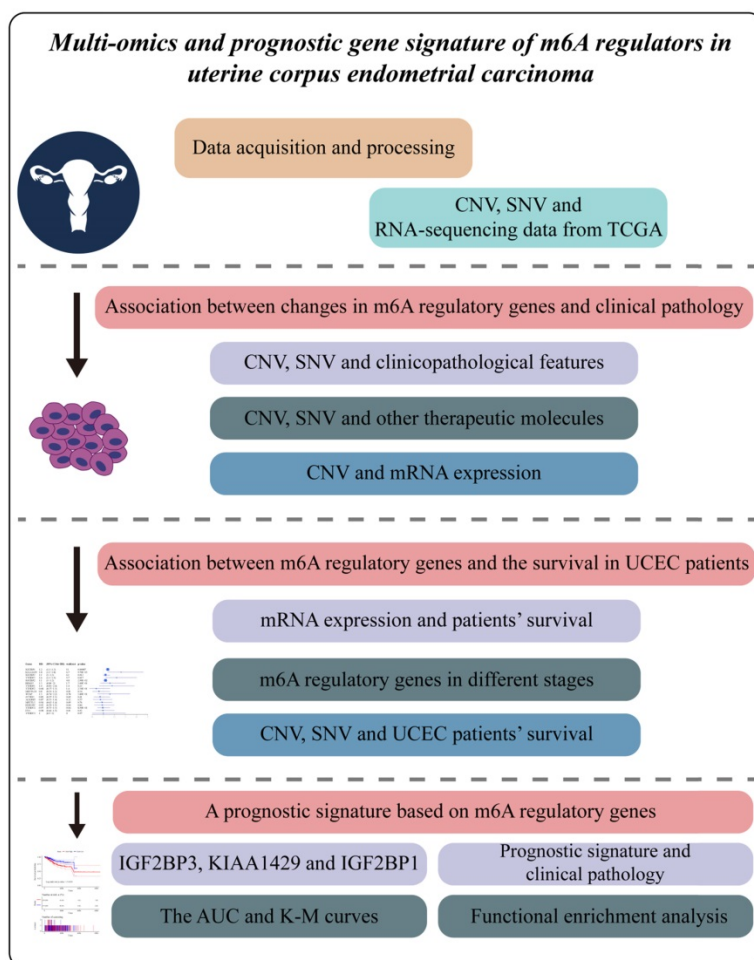 Multi-omics and prognostic gene signature of m6A regulators in
uterine corpus endometrial carcinoma
Data acquisition and processing
CNV, SNV and
RNA-sequencing data from TCGA
Association between changes in m6A regulatory genes and clinical pathology
CNV, SNV and clinicopathological features
CNV, SNV and other therapeutic molecules
CNV and mRNA expression
Association between m6A regulatory genes and the survival in UCEC patients
mRNA expression and patients' survival
m6A regulatory genes in different stages
CNV, SNV and UCEC patients' survival
A prognostic signature based on m6A regulatory genes
IGF2BP3, KIAA1429 and IGF2BP1
Prognostic signature and
clinical pathology
The AUC and K-M curves
Functional enrichment analysis